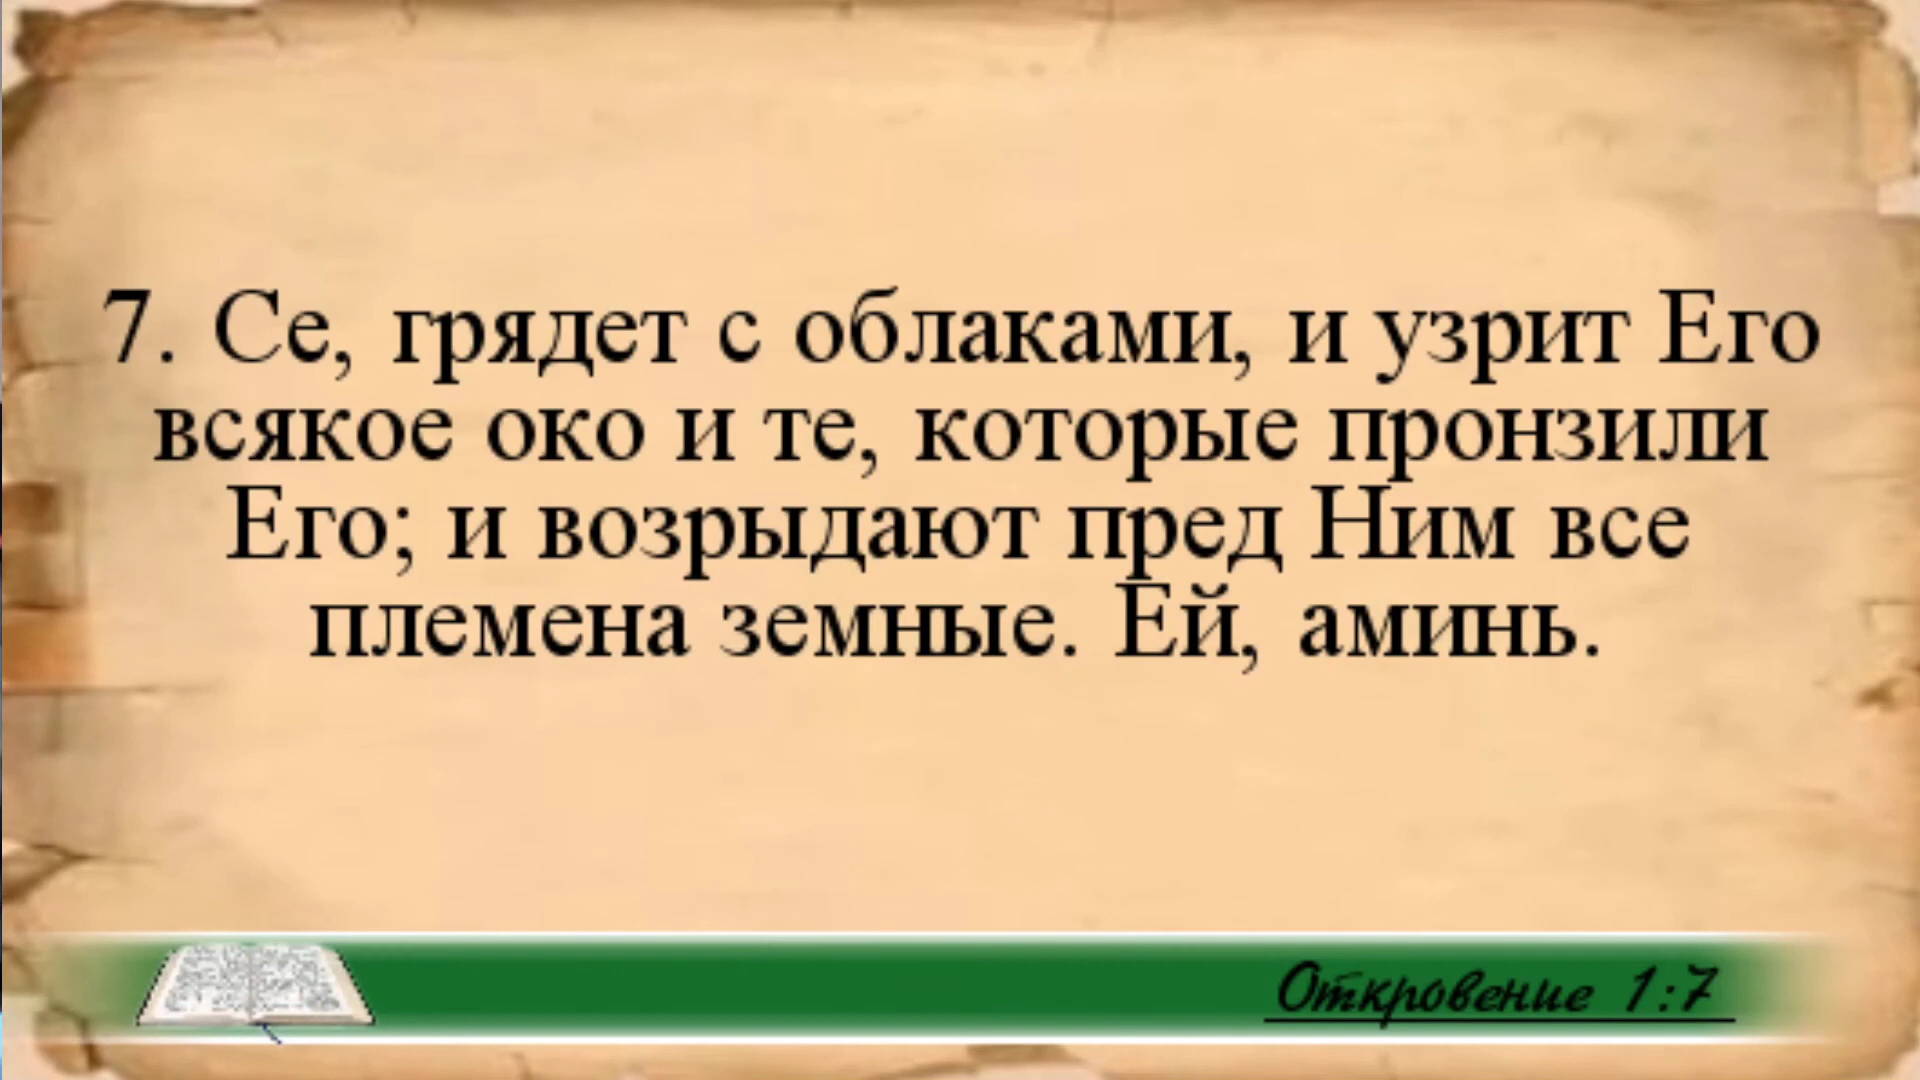 7. Се, грядет с облаками, и узрит Его
всякое око и те, которые пронзили
Его; и возрыдают пред Ним все
племена земные. Ей, аминь.
Откровение 1:7